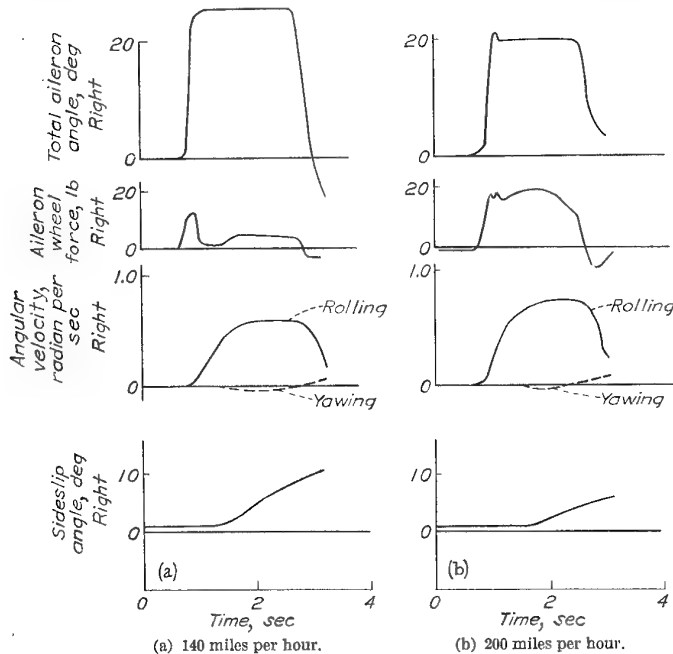 Total aileron
angle, deg
Right
20
0
20
0
Aileron
wheel
force, lb
Right
20
0
20
0
Angular
velocity,
radian per
sec
Right
1.0
0
Rolling
Yawing
1.0
0
Rolling
Yawing
Sideslip
angle, deg
Right
10
0
(a)
10
0
(b)
0 2 4
Time, sec
0 2 4
Time, sec
(a) 140 miles per hour.
(b) 200 miles per hour.